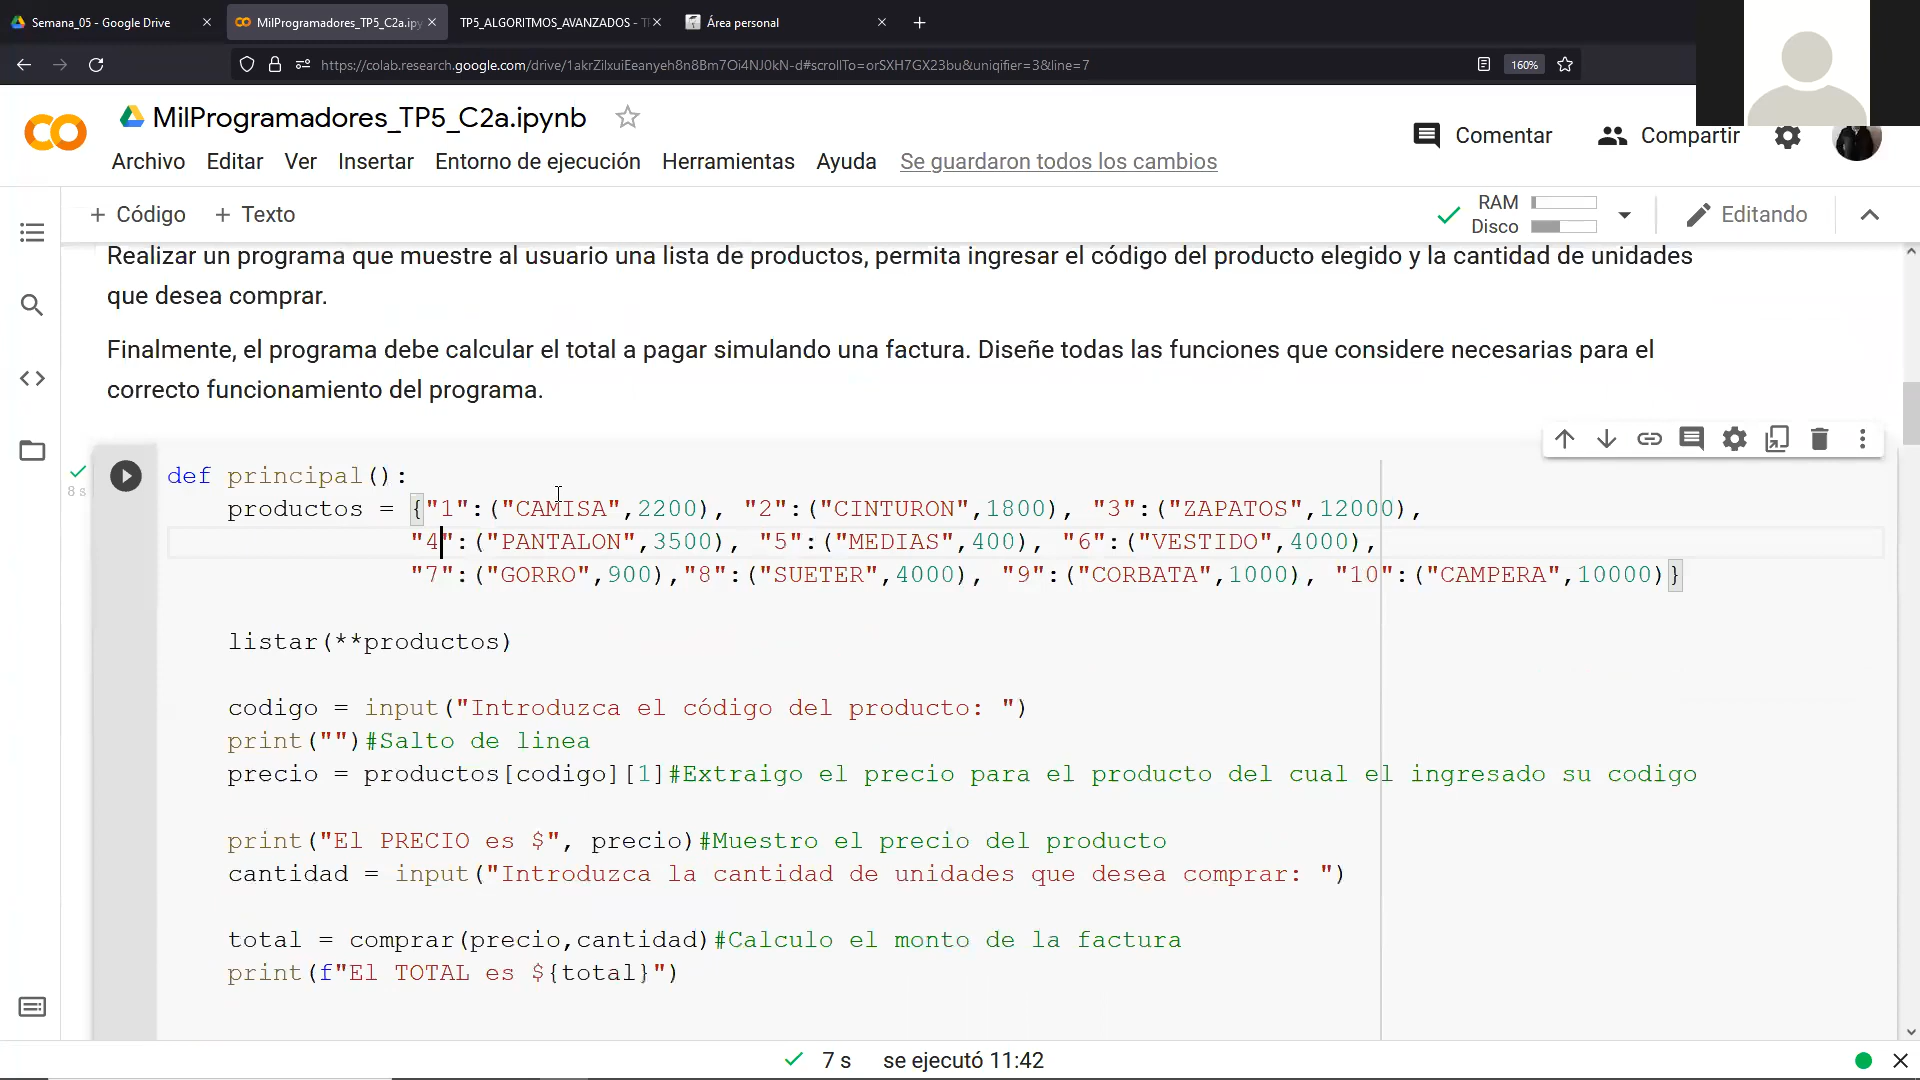 Semana_05 - Google Drive
MilProgramadores_TP5_C2a.ipy
TP5_ALGORITMOS_AVANZADOS - TF
Área personal
https://colab.research.google.com/drive/1akrZilxuiEeanyeh8n8Bm7Oi4NJ0kN-d#scrollTo=orSXH7GX23bu&uniqifier=3&line=7
160%
CO
MilProgramadores_TP5_C2a.ipynb
Comentar
Compartir
Archivo Editar Ver Insertar Entorno de ejecución Herramientas Ayuda Se guardaron todos los cambios
+ Código + Texto
RAM
Disco
Editando
Realizar un programa que muestre al usuario una lista de productos, permita ingresar el código del producto elegido y la cantidad de unidades
que desea comprar.
Finalmente, el programa debe calcular el total a pagar simulando una factura. Diseñe todas las funciones que considere necesarias para el
correcto funcionamiento del programa.
8 s
def principal():
productos = {"1":("CAMISA",2200), "2":("CINTURON",1800), "3":("ZAPATOS",12000),
"4":("PANTALON",3500), "5":("MEDIAS",400), "6":("VESTIDO",4000),
"7":("GORRO",900),"8":("SUETER",4000), "9":("CORBATA",1000), "10":("CAMPERA",10000)}
listar(**productos)
codigo = input("Introduzca el código del producto: ")
print("")#Salto de linea
precio = productos[codigo][1]#Extraigo el precio para el producto del cual el ingresado su codigo
print("El PRECIO es $", precio)#Muestro el precio del producto
cantidad = input("Introduzca la cantidad de unidades que desea comprar: ")
total = comprar(precio,cantidad)#Calculo el monto de la factura
print(f"El TOTAL es ${total}")
7 s se ejecutó 11:42